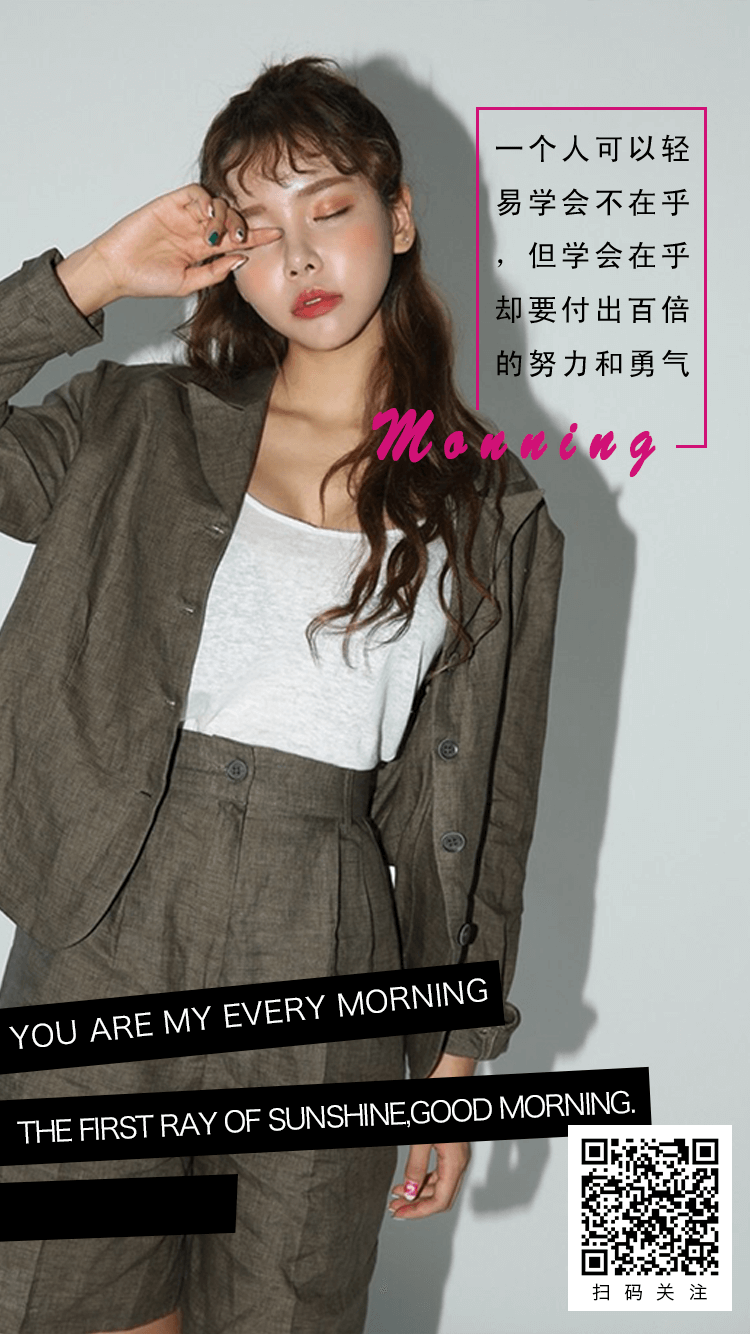 一个人可以轻
易学会不在乎
，但学会在乎
却要付出百倍
的努力和勇气
Monning
YOU ARE MY EVERY MORNING
THE FIRST RAY OF SUNSHINE,GOOD MORNING.
扫码关注